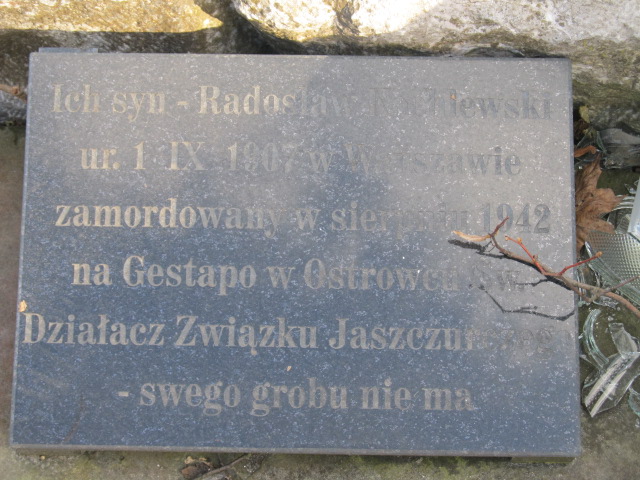 Ich syn - Radosław
ur. 1 IX 1907 w Warszawie
zamordowany w sierpniu 1942
na Gestapo w Ostrowcu Św.
Działacz Związku Jaszczurczego
- swego grobu nie ma